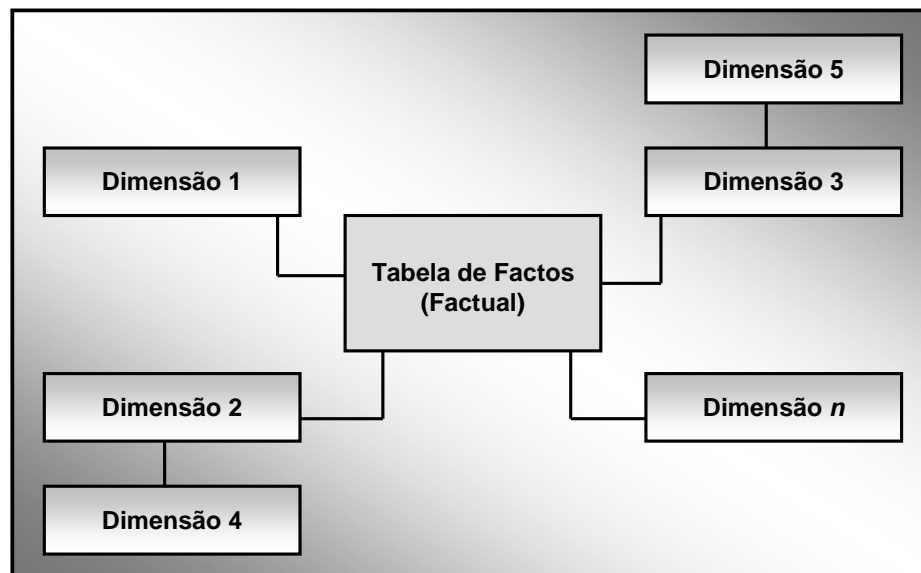 Dimensão 5
Dimensão 1
Dimensão 3
Tabela de Factos
(Factual)
Dimensão 2
Dimensão n
Dimensão 4